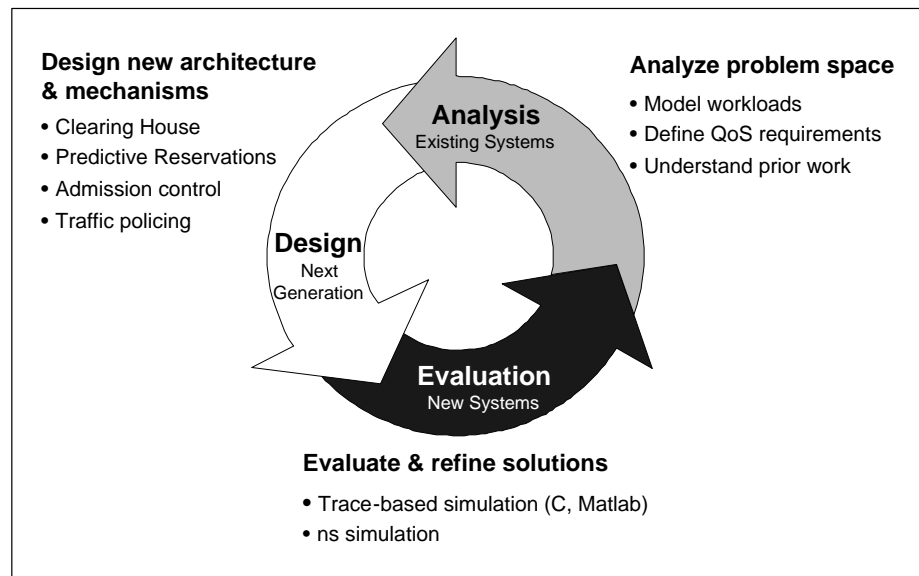 Design new architecture
& mechanisms
• Clearing House
• Predictive Reservations
• Admission control
• Traffic policing
Analyze problem space
• Model workloads
• Define QoS requirements
• Understand prior work
Analysis
Existing Systems
Design
Next
Generation
Evaluation
New Systems
Evaluate & refine solutions
• Trace-based simulation (C, Matlab)
• ns simulation